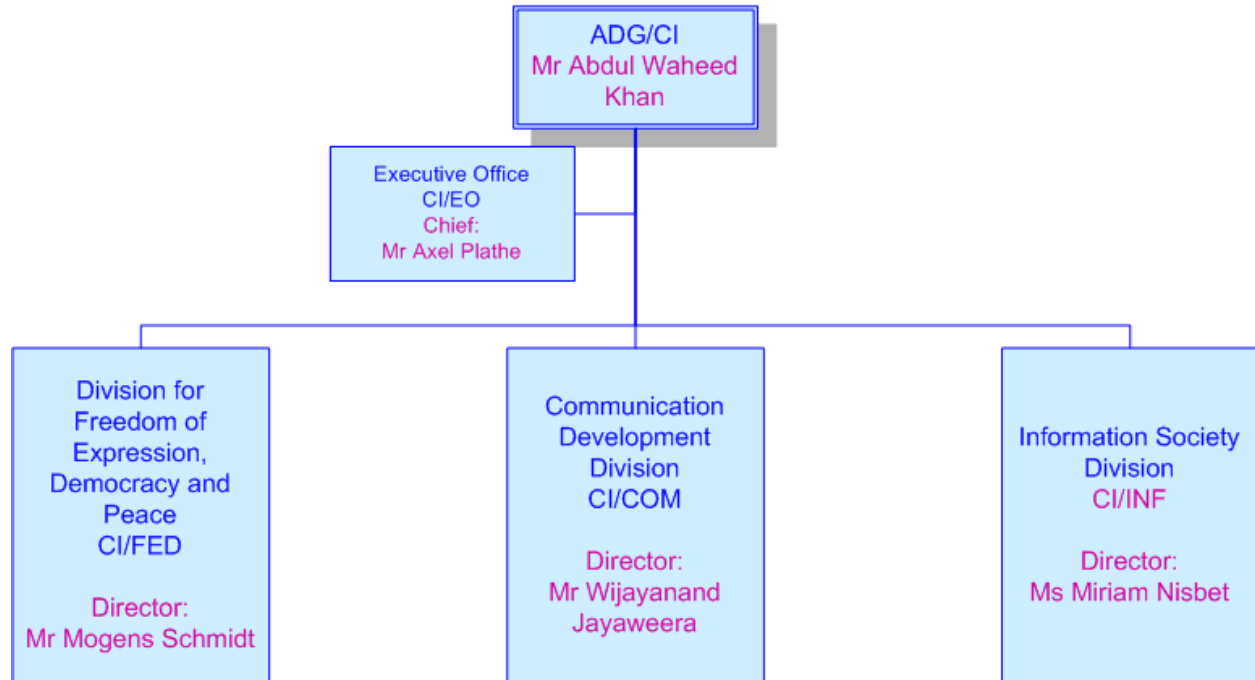 ADG/CI
Mr Abdul Waheed
Khan
Executive Office
CI/EO
Chief:
Mr Axel Plathe
Division for
Freedom of
Expression,
Democracy and
Peace
CI/FED
Director:
Mr Mogens Schmidt
Communication
Development
Division
CI/COM
Director:
Mr Wijayanand
Jayaweera
Information Society
Division
CI/INF
Director:
Ms Miriam Nisbet